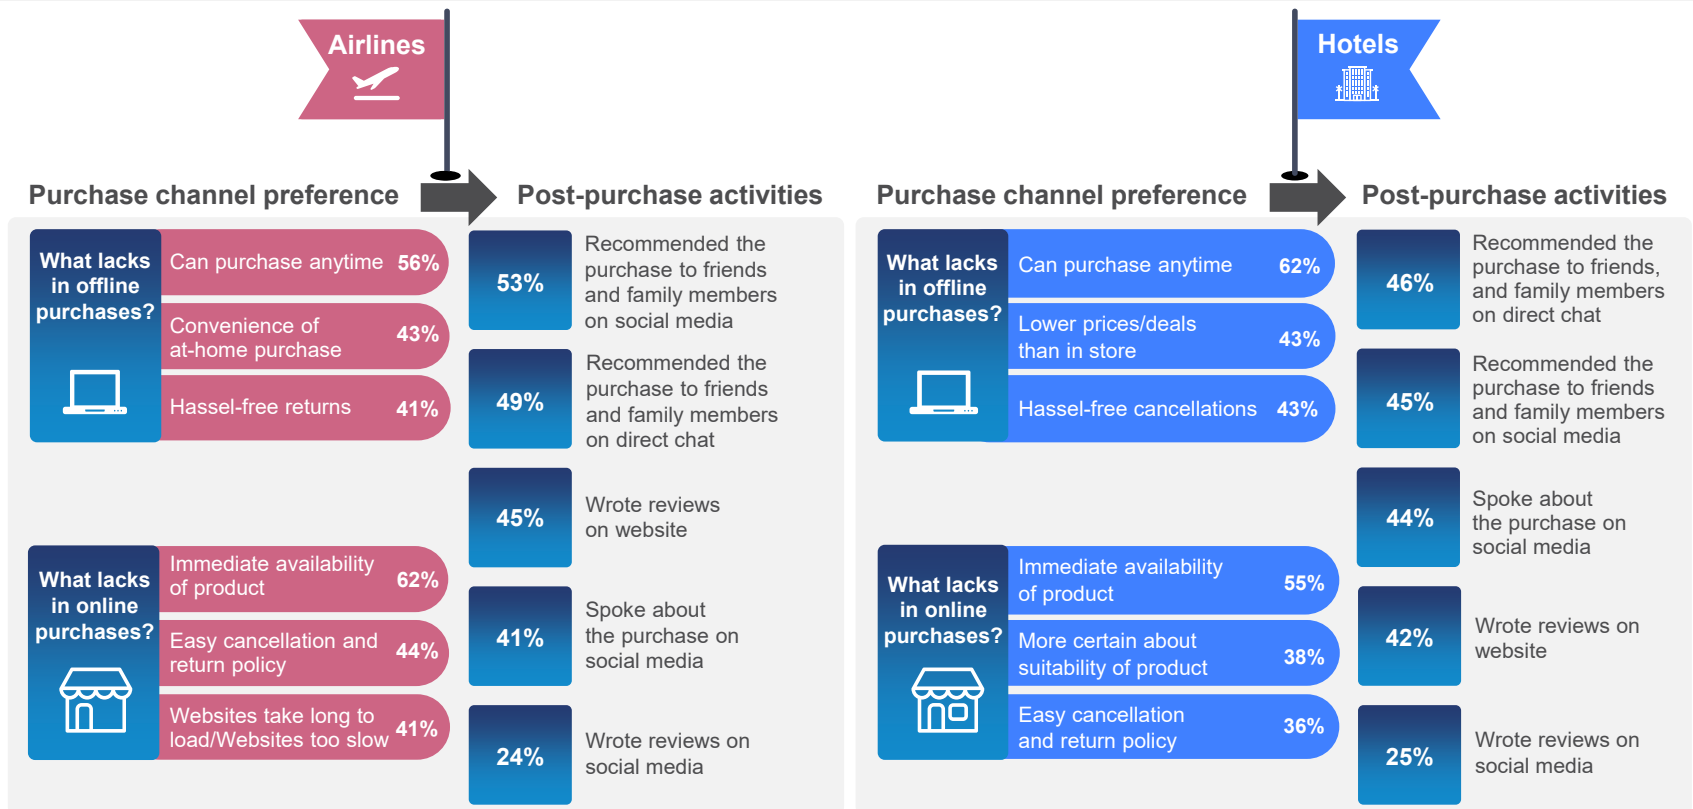 Airlines
Purchase channel preference
Post-purchase activities
What lacks
in offline
purchases?
Can purchase anytime 56%
Convenience of
at-home purchase
43%
Hassel-free returns 41%
What lacks
in online
purchases?
Immediate availability
of product
62%
Easy cancellation and
return policy
44%
Websites take long to
load/Websites too slow
41%
53%
Recommended the
purchase to friends
and family members
on social media
49%
Recommended the
purchase to friends
and family members
on direct chat
45%
Wrote reviews
on website
41%
Spoke about
the purchase on
social media
24%
Wrote reviews on
social media
Hotels
Purchase channel preference
Post-purchase activities
What lacks
in offline
purchases?
Can purchase anytime 62%
Lower prices/deals
than in store
43%
Hassel-free cancellations 43%
What lacks
in online
purchases?
Immediate availability
of product
55%
More certain about
suitability of product
38%
Easy cancellation
and return policy
36%
46%
Recommended the
purchase to friends,
and family members
on direct chat
45%
Recommended the
purchase to friends
and family members
on social media
44%
Spoke about
the purchase on
social media
42%
Wrote reviews on
website
25%
Wrote reviews on
social media